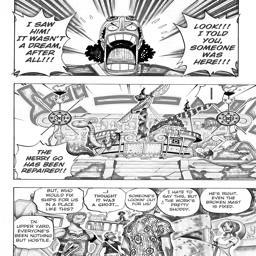 LOOK!!!
I TOLD
YOU,
SOMEONE
WAS
HERE!!!
I SAW
HIM!
IT WASN'T
A DREAM,
AFTER
ALL!!!
THE
MERRY GO
HAS BEEN
REPAIRED!!
HE'S RIGHT,
EVEN THE
BROKEN MAST
IS FIXED.
I HATE TO
SAY THIS, BUT
THE WORK'S
PRETTY
SHODDY.
SOMEONE'S
LOOKIN' OUT
FOR US!
...I
THOUGHT
IT WAS
A GHOST...
BUT, WHO
WOULD FIX
SHIPS FOR US
IN A PLACE
LIKE THIS?
IN
UPPER YARD,
EVERYONE'S
BEEN NOTHING
BUT HOSTILE.